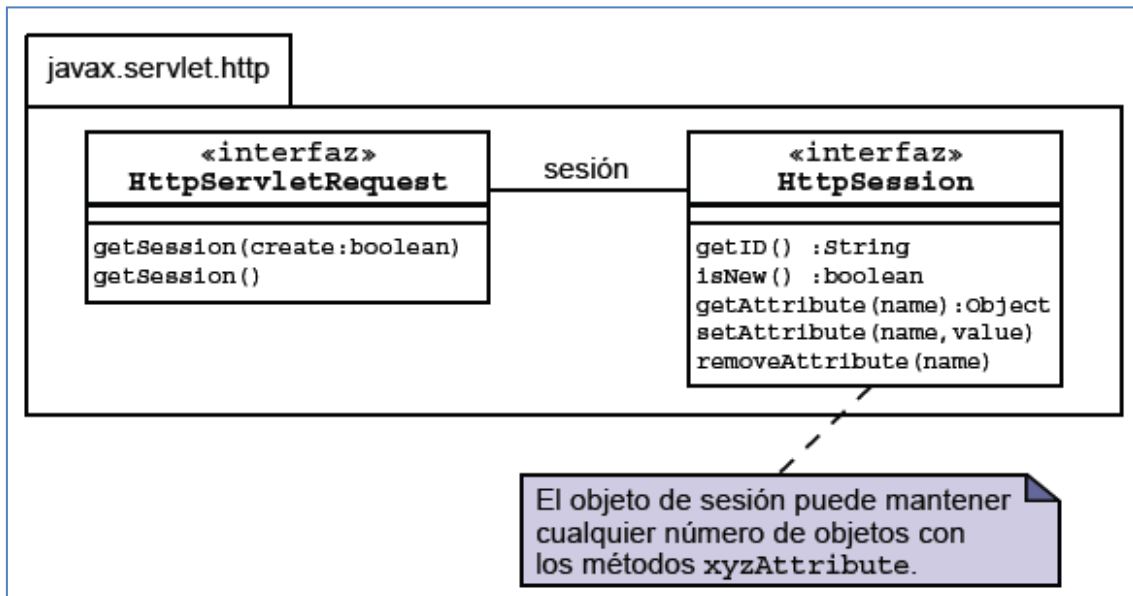 javax.servlet.http
«interfaz»
HttpServletRequest
getSession(create:boolean)
getSession()
sesión
«interfaz»
HttpSession
getID() :String
isNew() :boolean
getAttribute(name):Object
setAttribute(name,value)
removeAttribute(name)
El objeto de sesión puede mantener
cualquier número de objetos con
los métodos xyzAttribute.